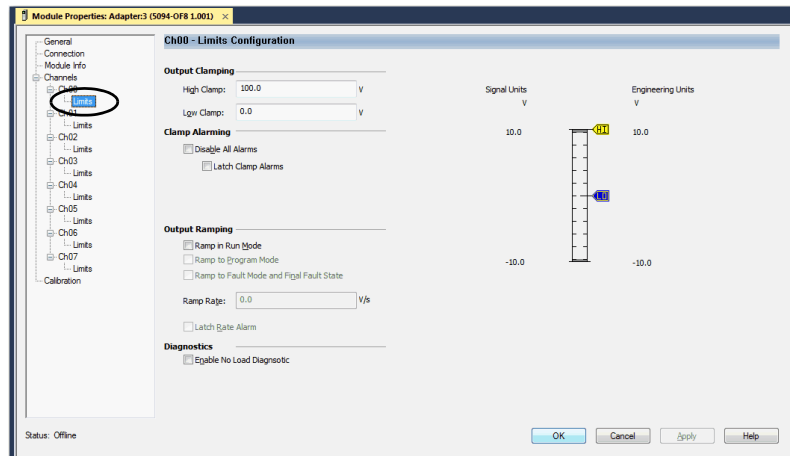 Module Properties: Adapter:3 (5094-OF8 1.001) ×
General
Connection
Module Info
Channels
Ch00
Limits
Ch01
Limits
Ch02
Limits
Ch03
Limits
Ch04
Limits
Ch05
Limits
Ch06
Limits
Ch07
Limits
Calibration
Ch00 - Limits Configuration
Output Clamping
High Clamp: 100.0 V
Low Clamp: 0.0 V
Clamp Alarming
Disable All Alarms
Latch Clamp Alarms
Output Ramping
Ramp in Run Mode
Ramp to Program Mode
Ramp to Fault Mode and Final Fault State
Ramp Rate: 0.0 V/s
Latch Rate Alarm
Diagnostics
Enable No Load Diagnsotic
Signal Units Engineering Units
V V
10.0 HI 10.0
LO
-10.0 -10.0
Status: Offline
OK Cancel Apply Help